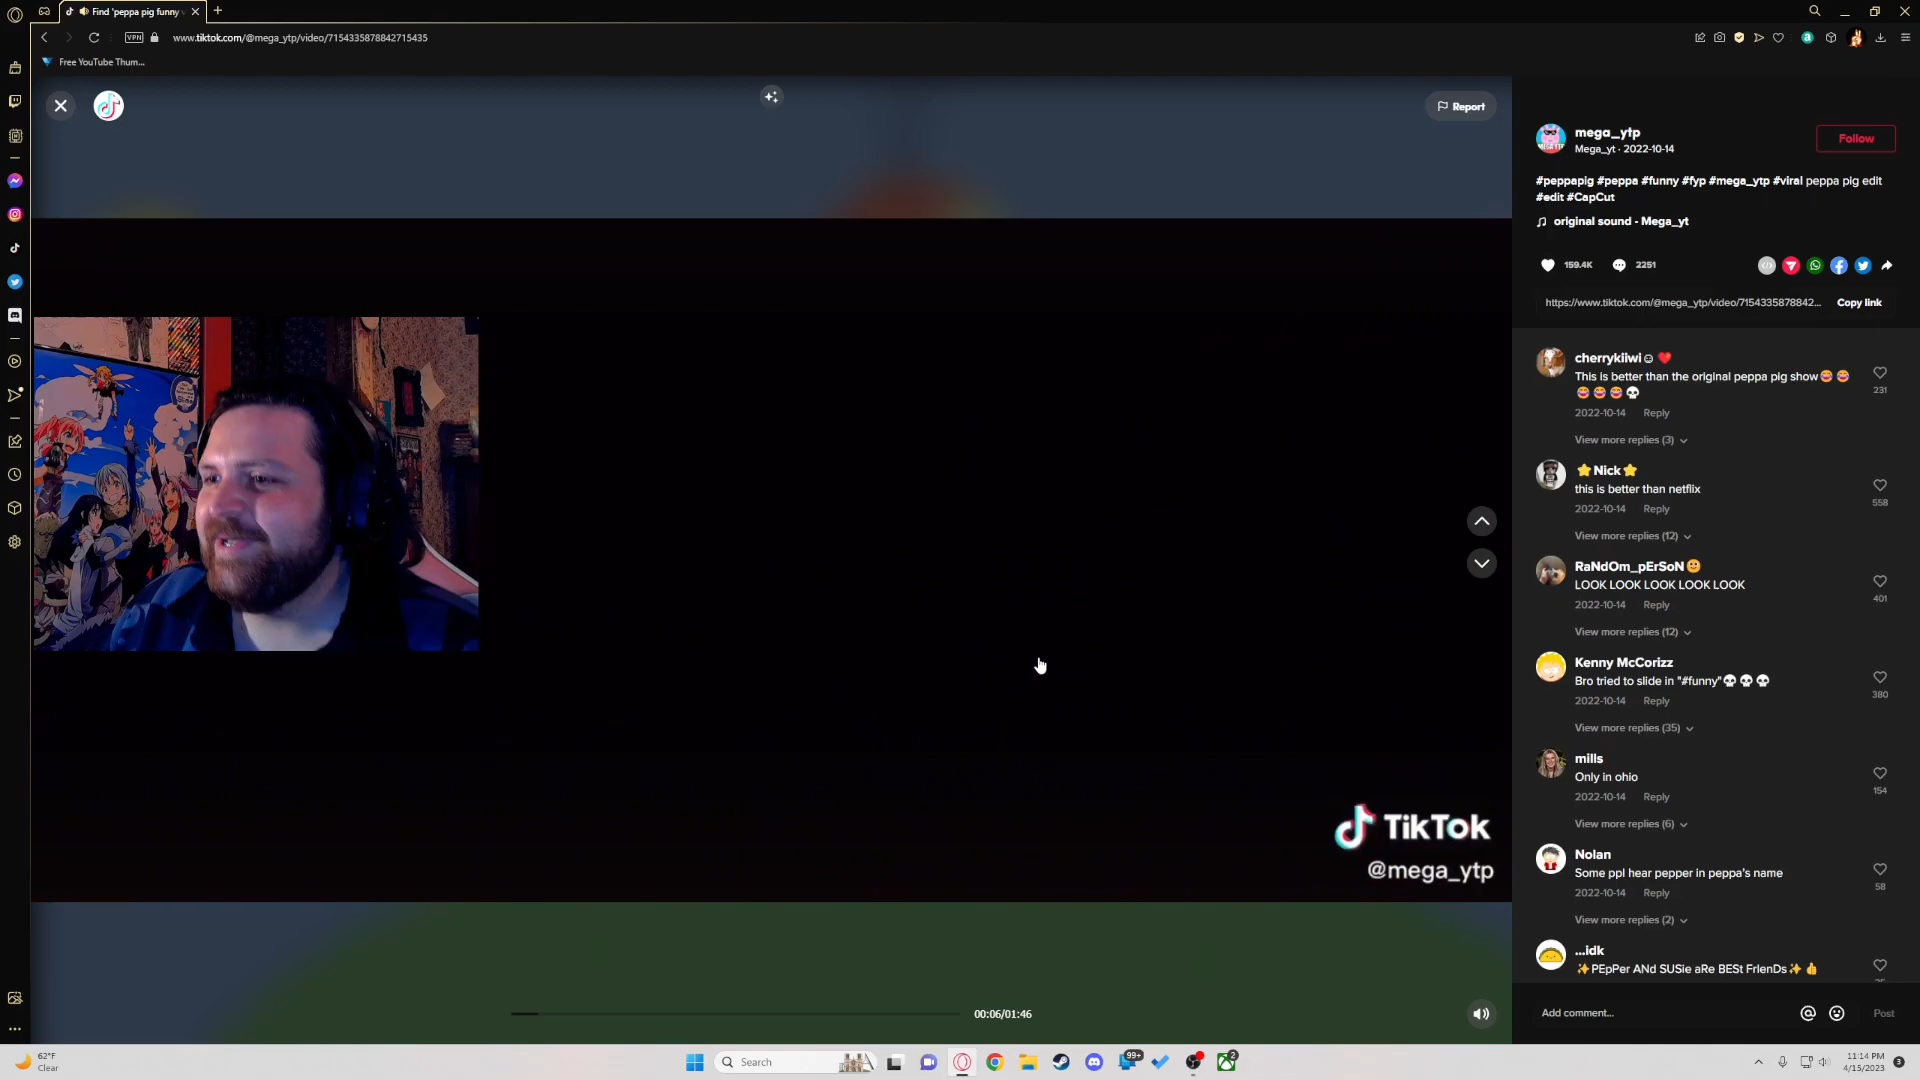 Find 'peppa pig funny
VPN
www.tiktok.com/@mega_ytp/video/7154335878842715435
Free YouTube Thum...
Report
mega_ytp
Mega_yt · 2022-10-14
Follow
#peppapig #peppa #funny #fyp #mega_ytp #viral peppa pig edit
#edit #CapCut
original sound - Mega_yt
159.4K
2251
https://www.tiktok.com/@mega_ytp/video/71543358788​42...
Copy link
cherrykiiwi☺ ❤️
This is better than the original peppa pig show😂😂
😂😂😂💀
231
2022-10-14 Reply
View more replies (3)
⭐Nick⭐
this is better than netflix
558
2022-10-14 Reply
View more replies (12)
RaNdOm_pErSoN🙂
LOOK LOOK LOOK LOOK LOOK
401
2022-10-14 Reply
View more replies (12)
Kenny McCorizz
Bro tried to slide in "#funny"💀💀💀
380
2022-10-14 Reply
View more replies (35)
mills
Only in ohio
154
2022-10-14 Reply
View more replies (6)
Nolan
Some ppl hear pepper in peppa's name
58
2022-10-14 Reply
View more replies (2)
...idk
✨PEpPer ANd SUSie aRe BESt FrIenDs✨👍
TikTok
@mega_ytp
00:06/01:46
Add comment...
Post
62°F
Clear
Search
99+
2
11:14 PM
4/15/2023
3